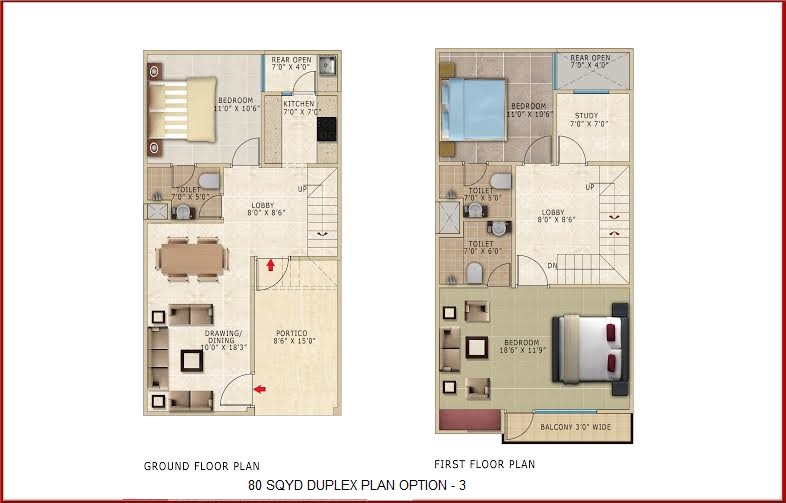 REAR OPEN
7'0" X 4'0"
BEDROOM
11'0" X 10'6"
KITCHEN
7'0" X 7'0"
TOILET
7'0" X 5'0"
UP
LOBBY
8'0" X 8'6"
DRAWING/
DINING
10'0" X 18'3"
PORTICO
8'6" X 15'0"
GROUND FLOOR PLAN
REAR OPEN
7'0" X 4'0"
BEDROOM
11'0" X 10'6"
STUDY
7'0" X 7'0"
TOILET
7'0" X 5'0"
UP
LOBBY
8'0" X 8'6"
TOILET
7'0" X 6'0"
DN
BEDROOM
18'6" X 11'9"
BALCONY 3'0" WIDE
FIRST FLOOR PLAN
80 SQYD DUPLEX PLAN OPTION - 3